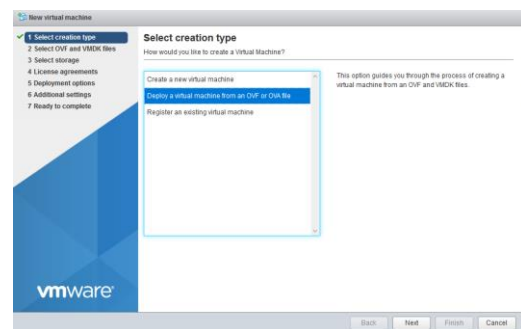 New virtual machine
1 Select creation type
2 Select OVF and VMDK files
3 Select storage
4 License agreements
5 Deployment options
6 Additional settings
7 Ready to complete
Select creation type
How would you like to create a Virtual Machine?
Create a new virtual machine
Deploy a virtual machine from an OVF or OVA file
Register an existing virtual machine
This option guides you through the process of creating a
virtual machine from an OVF and VMDK files.
vmware
Back Next Finish Cancel